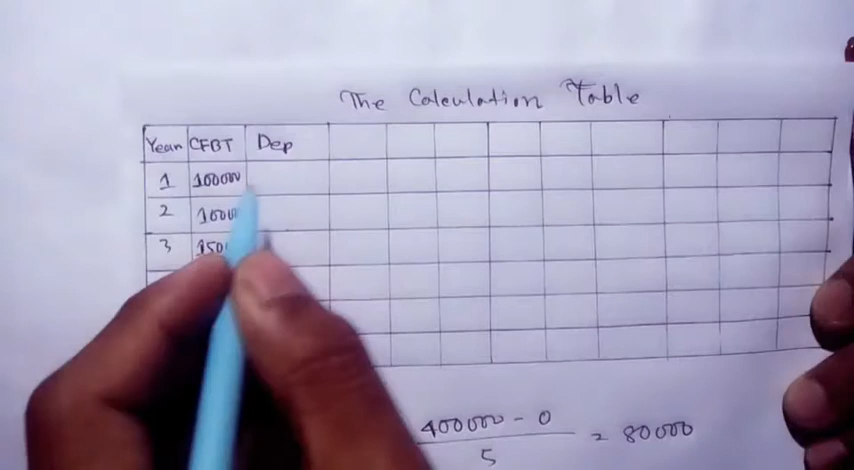 The Calculation Table
Year CFBT Dep
1 100000
2
3
400000 - 0
= 80000
5